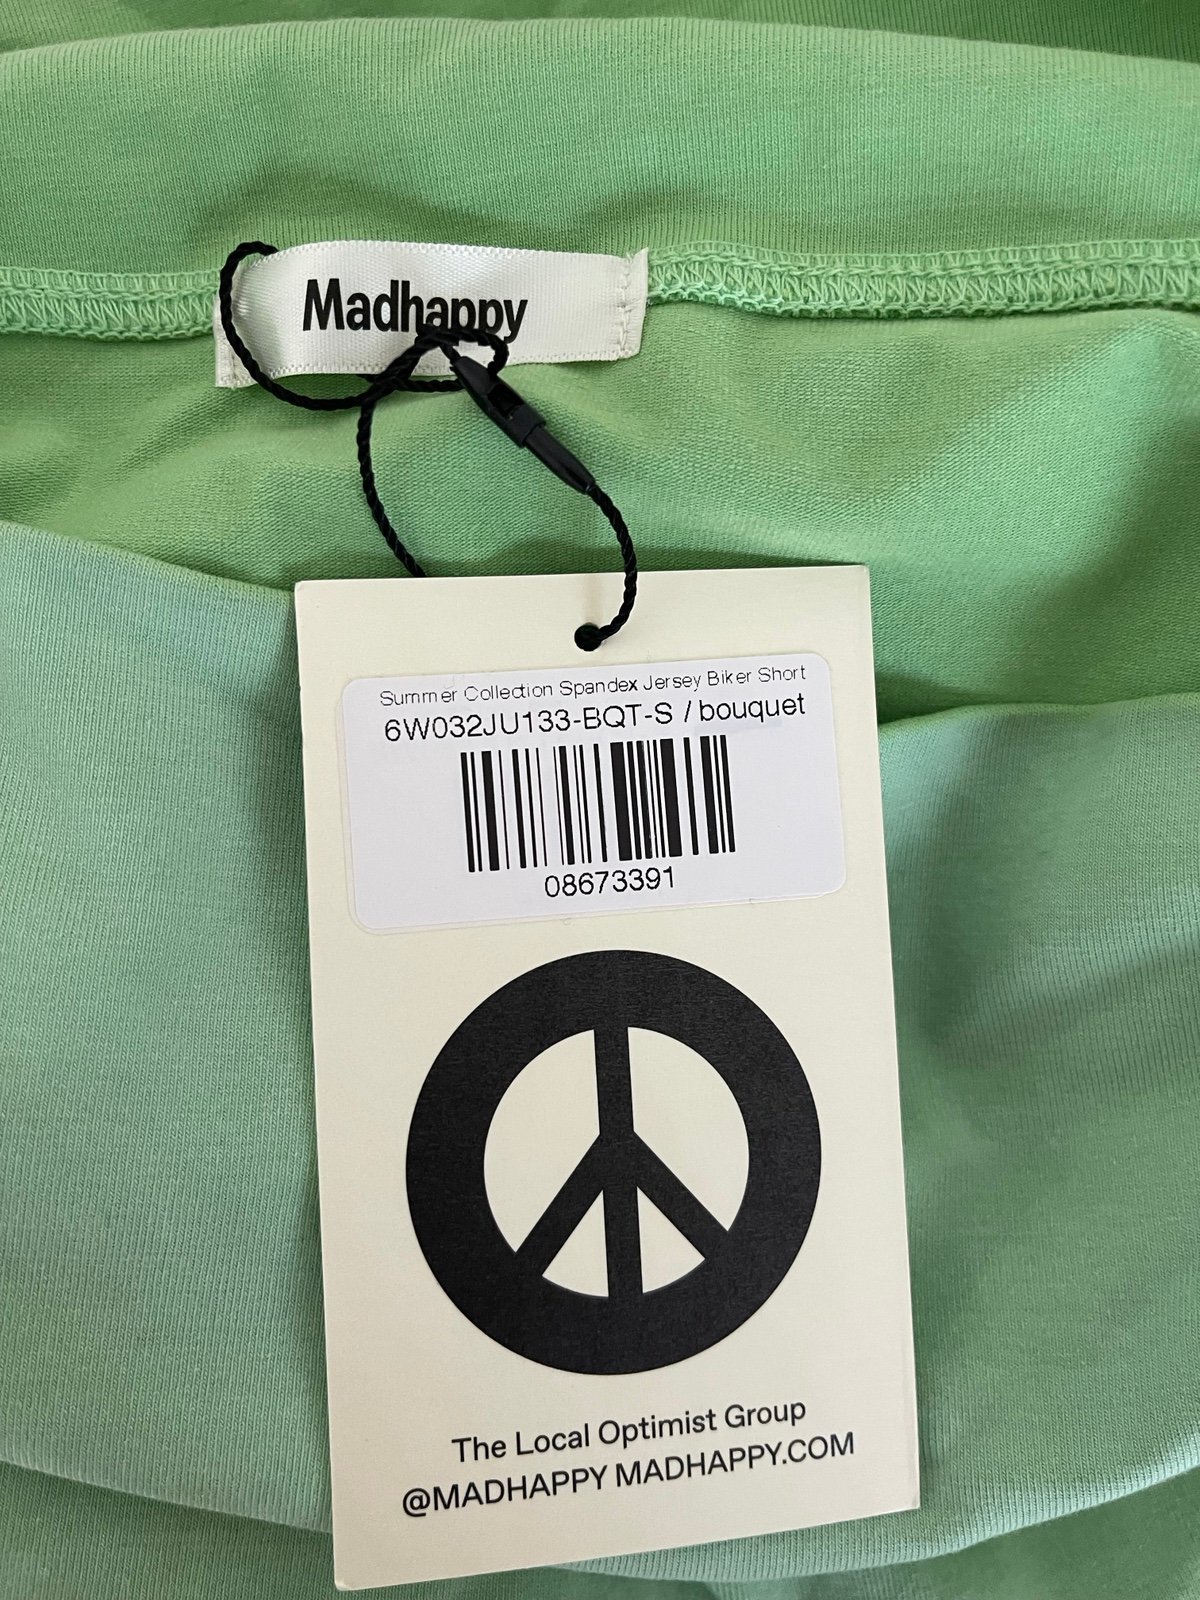 Madhappy
Summer Collection Spandex Jersey Biker Short
6W032JU133-BQT-S / bouquet
08673391
The Local Optimist Group
@MADHAPPY MADHAPPY.COM